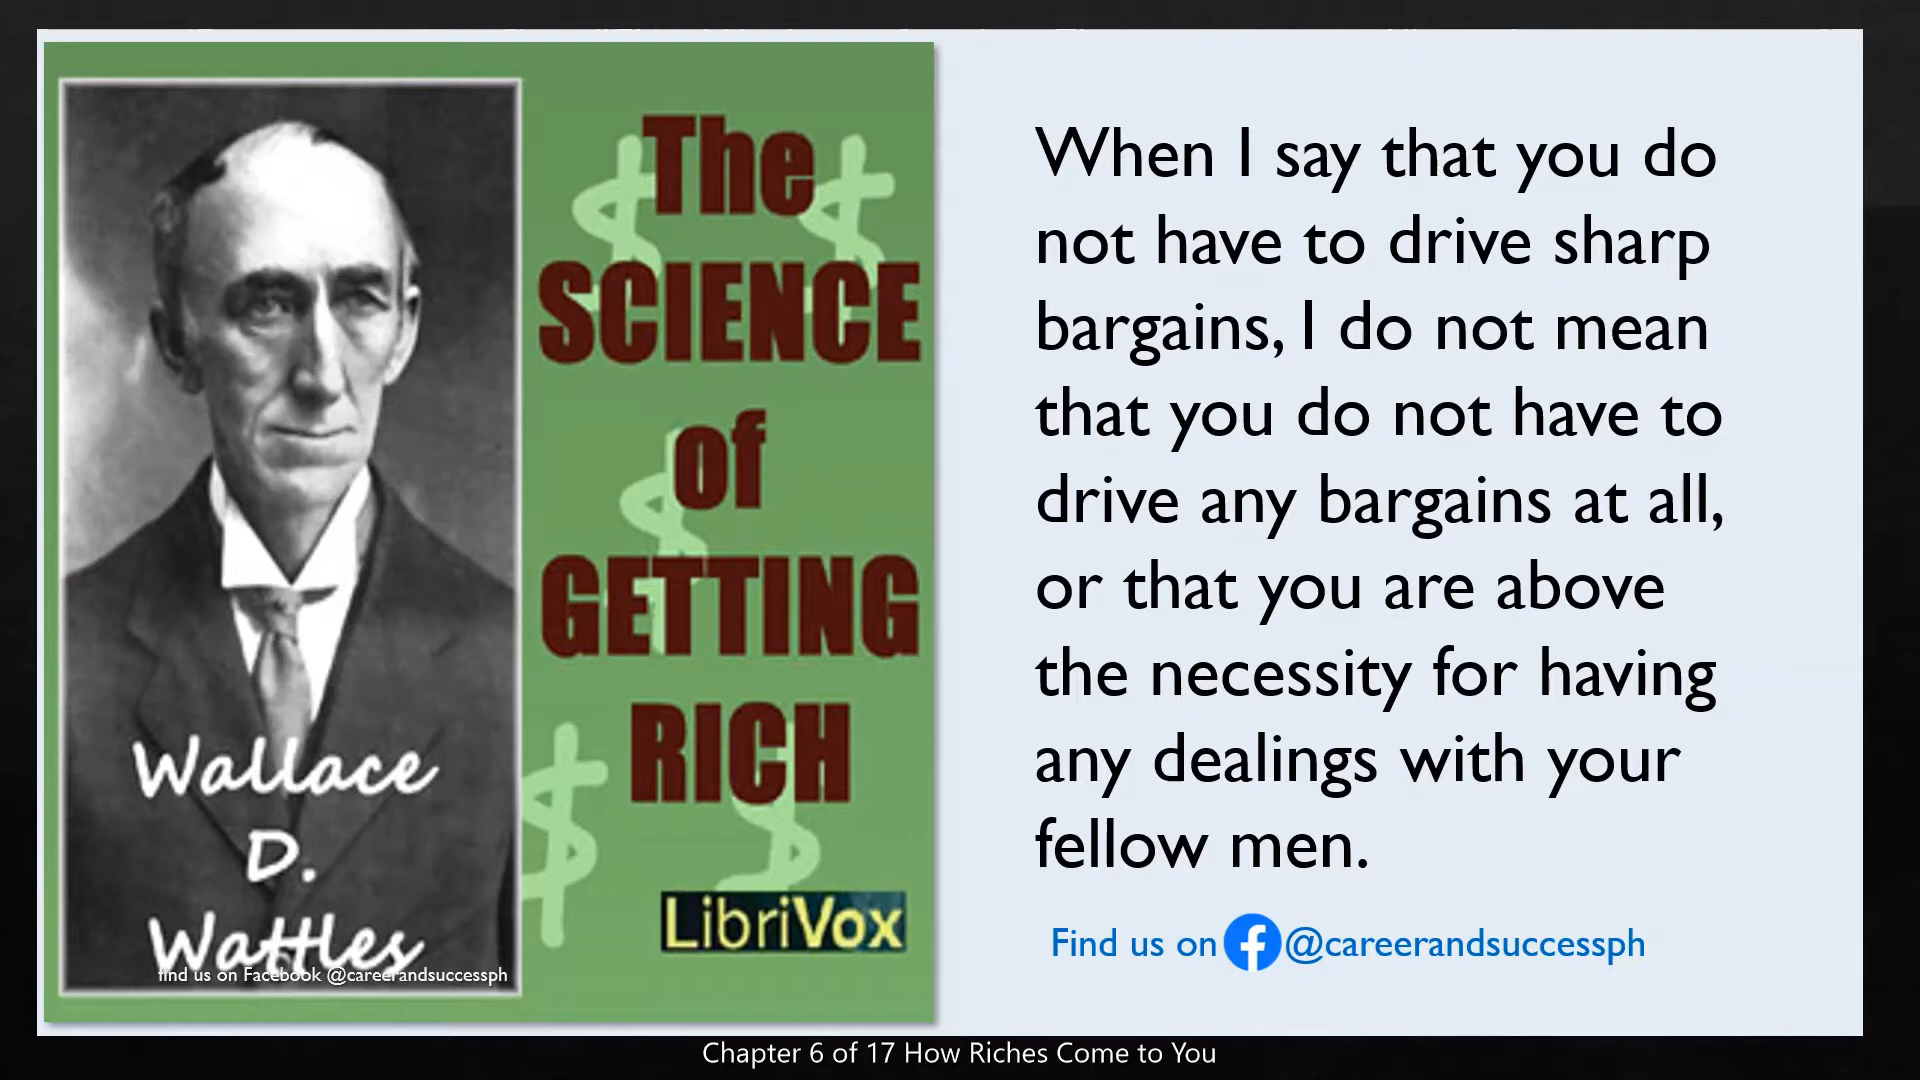 The
SCIENCE
of
GETTING
RICH
Wallace
D.
Wattles
find us on Facebook @careerandsuccessph
LibriVox
When I say that you do
not have to drive sharp
bargains, I do not mean
that you do not have to
drive any bargains at all,
or that you are above
the necessity for having
any dealings with your
fellow men.
Find us on @careerandsuccessph
Chapter 6 of 17 How Riches Come to You